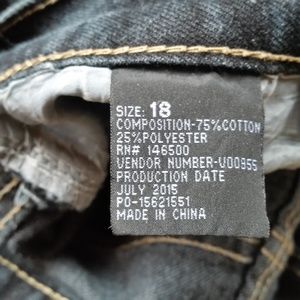 SIZE: 18
COMPOSITION-75%COTTON
25%POLYESTER
RN# 146500
VENDOR NUMBER-V00955
PRODUCTION DATE
JULY 2015
PO-15621551
MADE IN CHINA